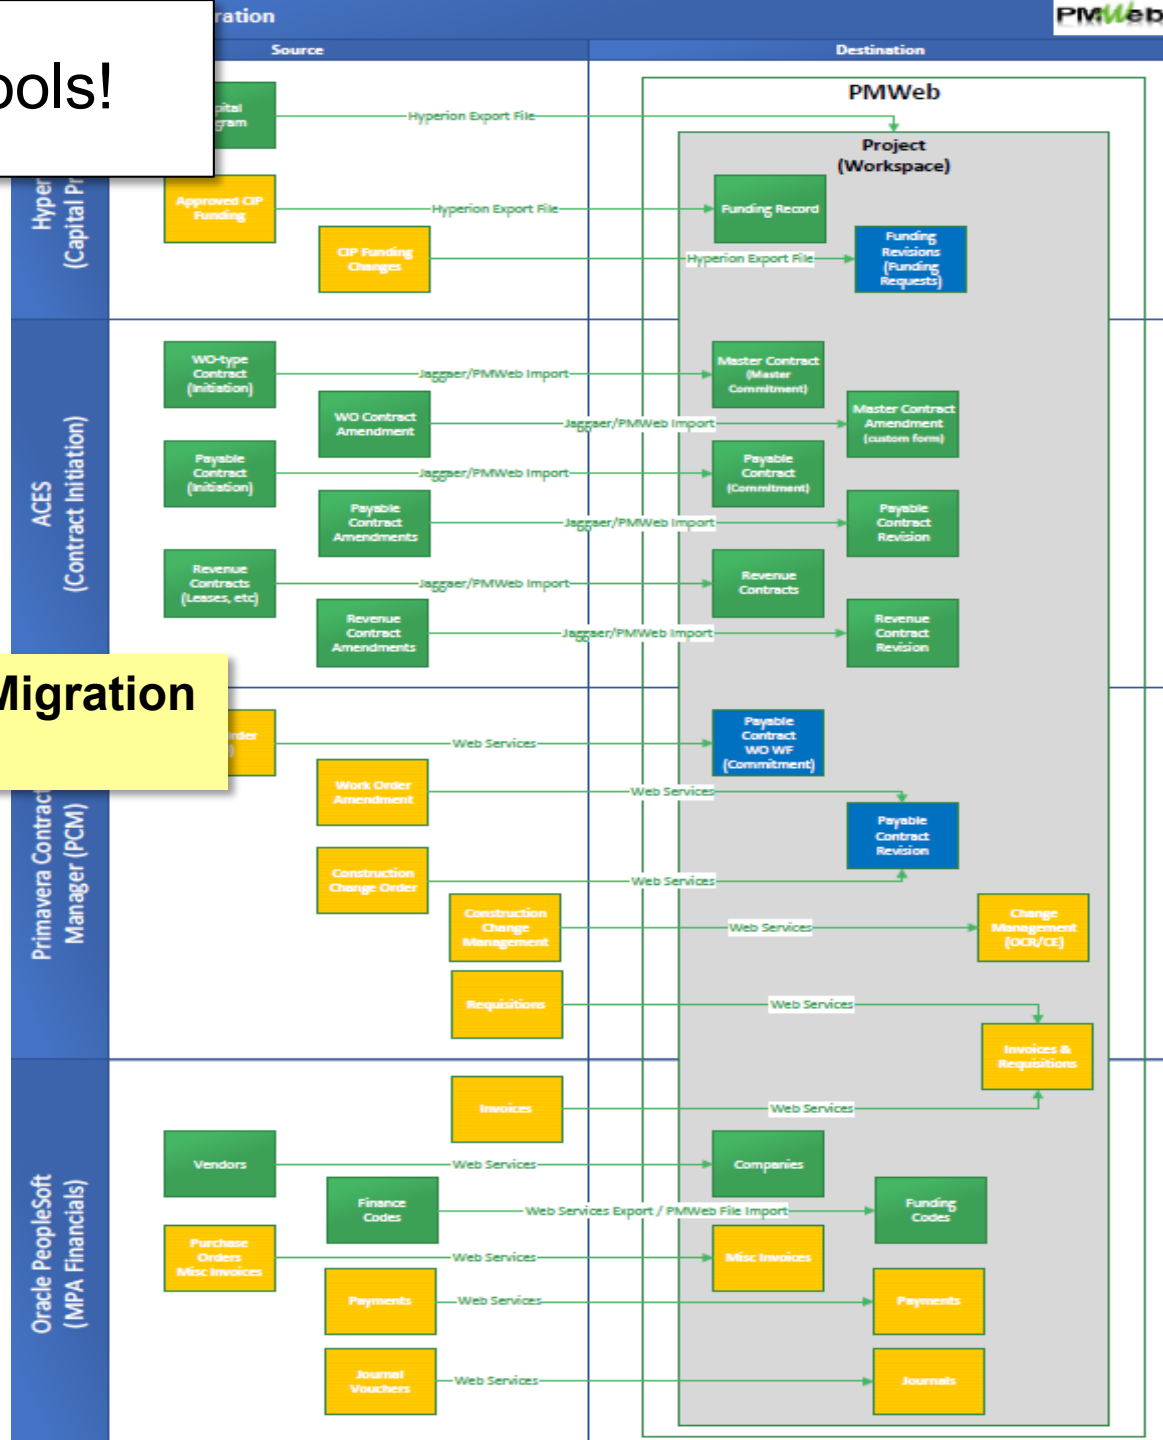 ration
PMWeb
Source
Destination
ools!
PMWeb
Project
(Workspace)
Hyperion Export File
Approved CIP
Funding
Hyperion Export File
Funding Record
CIP Funding
Changes
Hyperion Export File
Funding
Revisions
(Funding
Requests)
Hyper
(Capital Pr
WO-type
Contract
(Initiation)
Jaggaer/PMWeb Import
Master Contract
(Master
Commitment)
WO Contract
Amendment
Jaggaer/PMWeb Import
Master Contract
Amendment
(custom form)
Payable
Contract
(Initiation)
Jaggaer/PMWeb Import
Payable
Contract
(Commitment)
Payable
Contract
Amendments
Jaggaer/PMWeb Import
Payable
Contract
Revision
Revenue
Contracts
(Leases, etc)
Jaggaer/PMWeb Import
Revenue
Contracts
Revenue
Contract
Amendments
Jaggaer/PMWeb Import
Revenue
Contract
Revision
ACES
(Contract Initiation)
Migration
Web Services
Payable
Contract
WO WF
(Commitment)
Work Order
Amendment
Web Services
Payable
Contract
Revision
Construction
Change Order
Web Services
Construction
Change
Management
Web Services
Change
Management
(OCR/CE)
Requisitions
Web Services
Invoices &
Requisitions
Primavera Contract
Manager (PCM)
Invoices
Web Services
Vendors
Web Services
Companies
Finance
Codes
Web Services Export / PMWeb File Import
Funding
Codes
Purchase
Orders
Misc Invoices
Web Services
Misc Invoices
Payments
Web Services
Payments
Journal
Vouchers
Web Services
Journals
Oracle PeopleSoft
(MPA Financials)